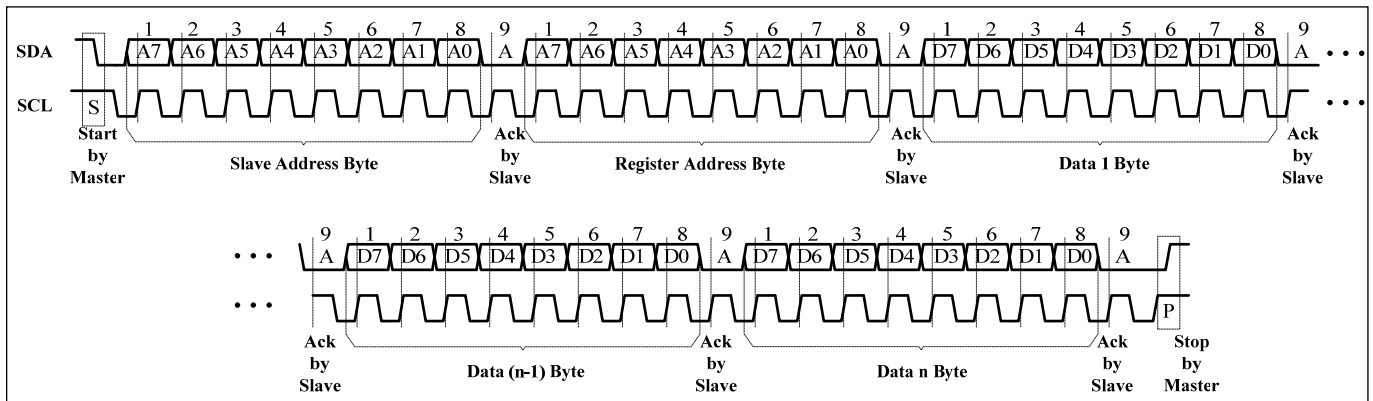 1 2 3 4 5 6 7 8 9 1 2 3 4 5 6 7 8 9 1 2 3 4 5 6 7 8 9
SDA A7 A6 A5 A4 A3 A2 A1 A0 A A7 A6 A5 A4 A3 A2 A1 A0 A D7 D6 D5 D4 D3 D2 D1 D0 A • • •
SCL S • • •
Start by Master
Slave Address Byte
Ack by Slave
Register Address Byte
Ack by Slave
Data 1 Byte
Ack by Slave
9 1 2 3 4 5 6 7 8 9 1 2 3 4 5 6 7 8 9
• • • A D7 D6 D5 D4 D3 D2 D1 D0 A D7 D6 D5 D4 D3 D2 D1 D0 A
• • • P
Ack by Slave
Data (n-1) Byte
Ack by Slave
Data n Byte
Ack by Slave
Stop by Master